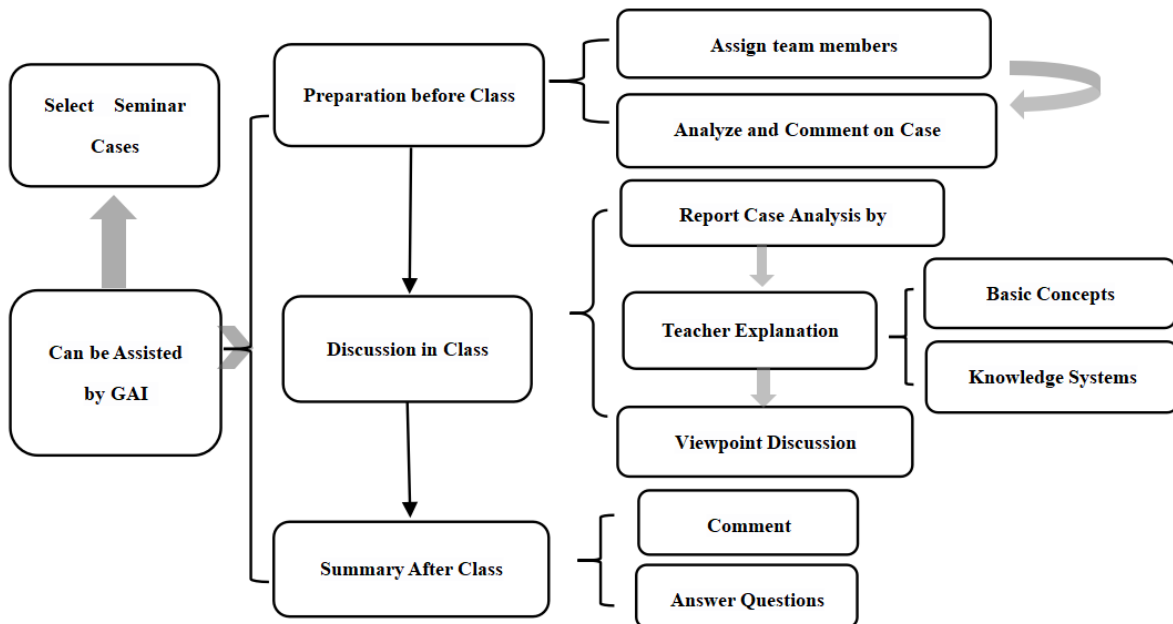 Select Seminar
Cases
Can be Assisted
by GAI
Preparation before Class
Discussion in Class
Summary After Class
Assign team members
Analyze and Comment on Case
Report Case Analysis by
Teacher Explanation
Viewpoint Discussion
Basic Concepts
Knowledge Systems
Comment
Answer Questions